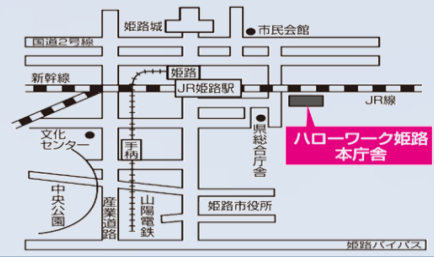 姫路城
市民会館
国道2号線
新幹線
姫路
JR姫路駅
JR線
文化
センター
手柄
県総合庁舎
ハローワーク姫路
本庁舎
中央公園
産業道路
山陽電鉄
姫路市役所
姫路バイパス